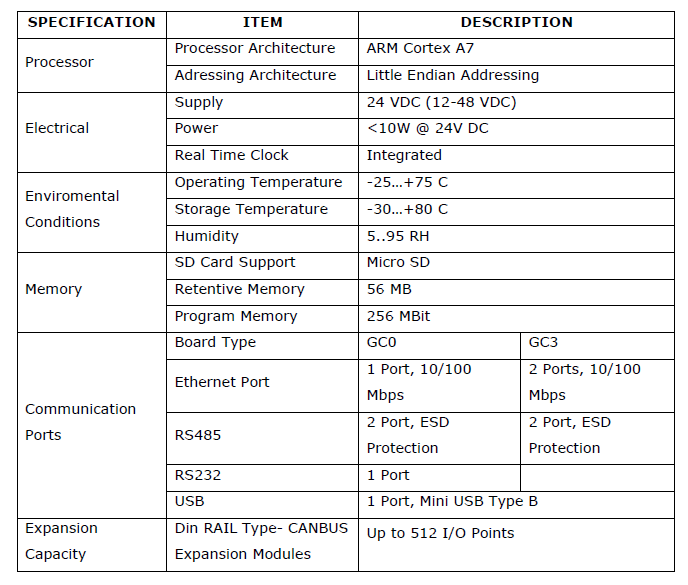 SPECIFICATION ITEM DESCRIPTION
Processor
Processor Architecture ARM Cortex A7
Adressing Architecture Little Endian Addressing
Electrical
Supply 24 VDC (12-48 VDC)
Power <10W @ 24V DC
Real Time Clock Integrated
Enviromental
Conditions
Operating Temperature -25…+75 C
Storage Temperature -30…+80 C
Humidity 5..95 RH
Memory
SD Card Support Micro SD
Retentive Memory 56 MB
Program Memory 256 MBit
Communication
Ports
Board Type GC0 GC3
Ethernet Port
1 Port, 10/100
Mbps
2 Ports, 10/100
Mbps
RS485
2 Port, ESD
Protection
2 Port, ESD
Protection
RS232 1 Port
USB 1 Port, Mini USB Type B
Expansion
Capacity
Din RAIL Type- CANBUS
Expansion Modules
Up to 512 I/O Points